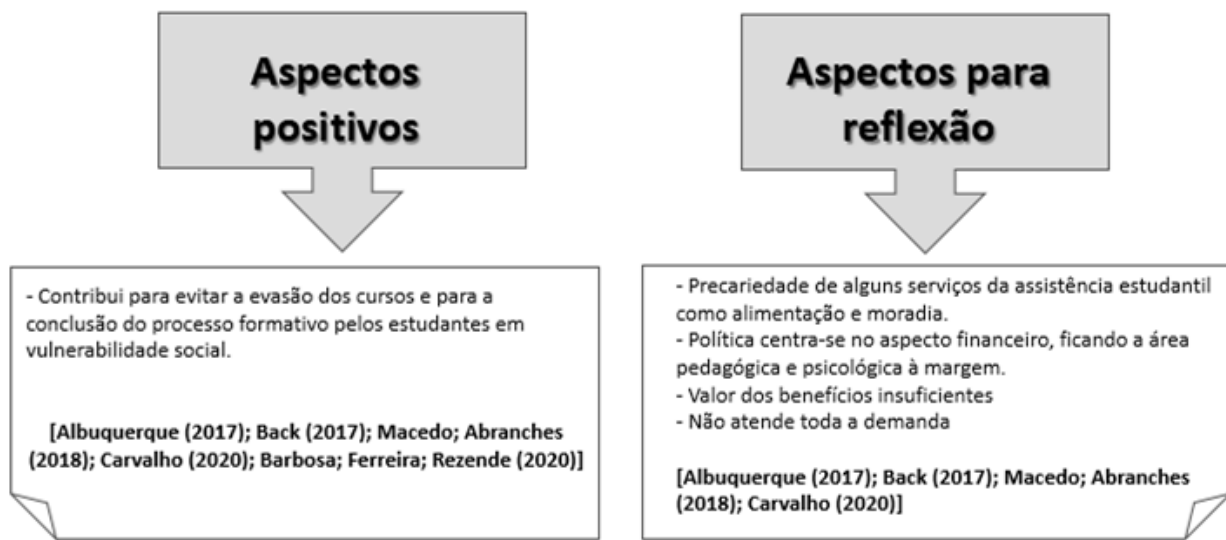 Aspectos
positivos
- Contribui para evitar a evasão dos cursos e para a
conclusão do processo formativo pelos estudantes em
vulnerabilidade social.
[Albuquerque (2017); Back (2017); Macedo; Abranches
(2018); Carvalho (2020); Barbosa; Ferreira; Rezende (2020)]
Aspectos para
reflexão
- Precariedade de alguns serviços da assistência estudantil
como alimentação e moradia.
- Política centra-se no aspecto financeiro, ficando a área
pedagógica e psicológica à margem.
- Valor dos benefícios insuficientes
- Não atende toda a demanda
[Albuquerque (2017); Back (2017); Macedo; Abranches
(2018); Carvalho (2020)]